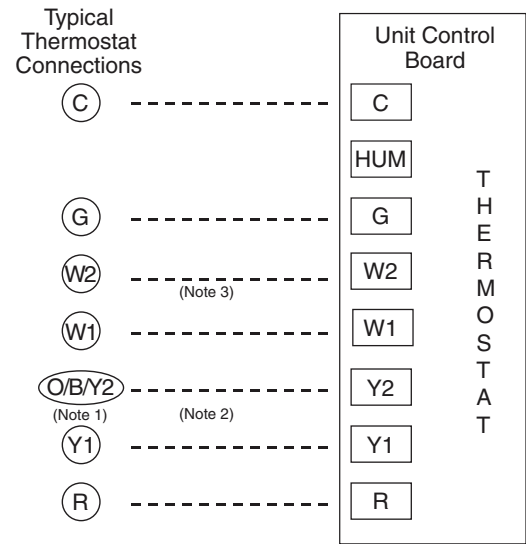 Typical
Thermostat
Connections
Unit Control
Board
C
C
HUM
G
G
W2
(Note 3)
W2
W1
W1
O/B/Y2
(Note 1)
(Note 2)
Y2
Y1
Y1
R
R
THERMOSTAT